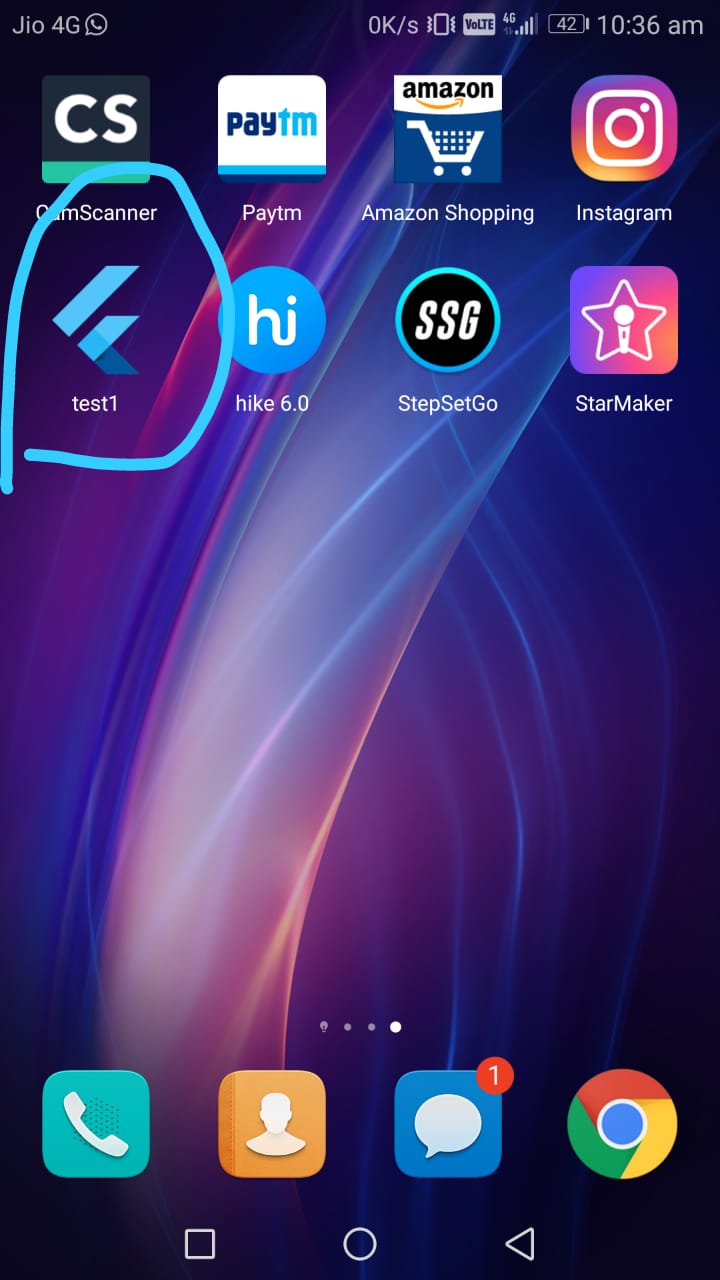 Jio 4G 0K/s VoLTE 4G 42 10:36 am
CS paytm amazon
CamScanner Paytm Amazon Shopping Instagram
hi SSG
test1 hike 6.0 StepSetGo StarMaker
1